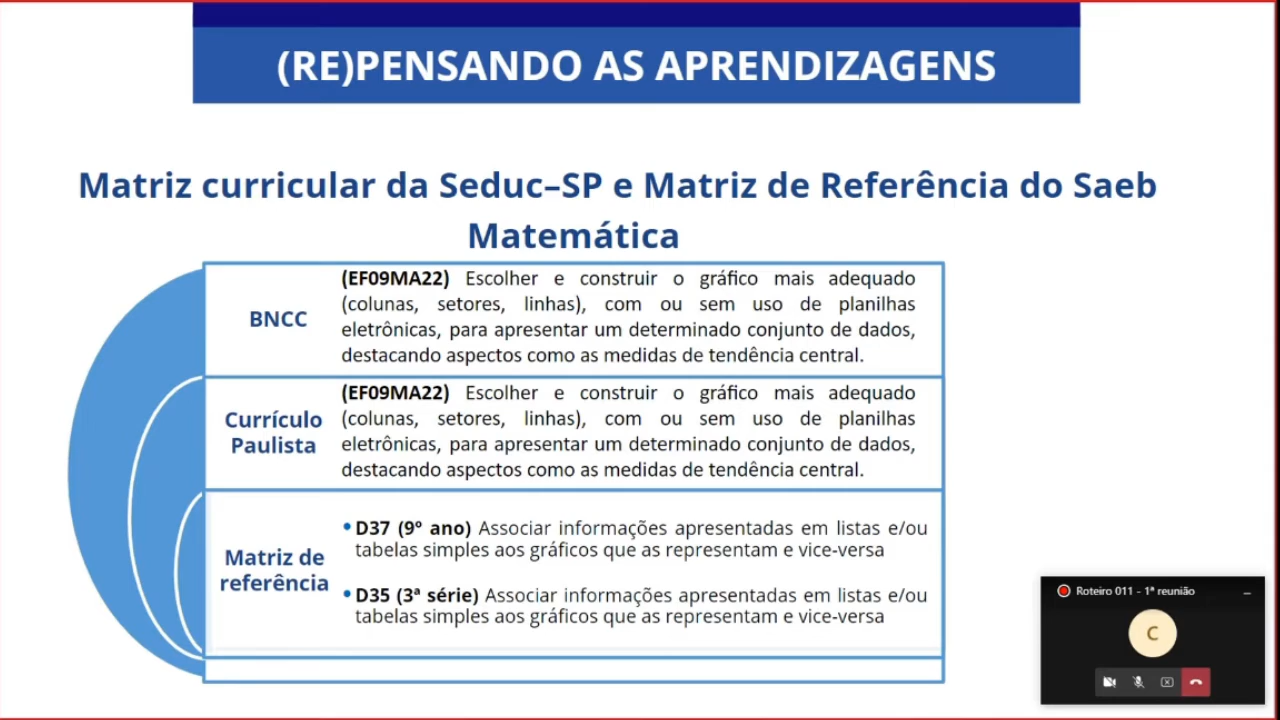 (RE)PENSANDO AS APRENDIZAGENS
Matriz curricular da Seduc–SP e Matriz de Referência do Saeb
Matemática
BNCC
(EF09MA22) Escolher e construir o gráfico mais adequado
(colunas, setores, linhas), com ou sem uso de planilhas
eletrônicas, para apresentar um determinado conjunto de dados,
destacando aspectos como as medidas de tendência central.
Currículo
Paulista
(EF09MA22) Escolher e construir o gráfico mais adequado
(colunas, setores, linhas), com ou sem uso de planilhas
eletrônicas, para apresentar um determinado conjunto de dados,
destacando aspectos como as medidas de tendência central.
Matriz de
referência
•D37 (9º ano) Associar informações apresentadas em listas e/ou
tabelas simples aos gráficos que as representam e vice-versa
•D35 (3ª série) Associar informações apresentadas em listas e/ou
tabelas simples aos gráficos que as representam e vice-versa
Roteiro 011 - 1ª reunião
C